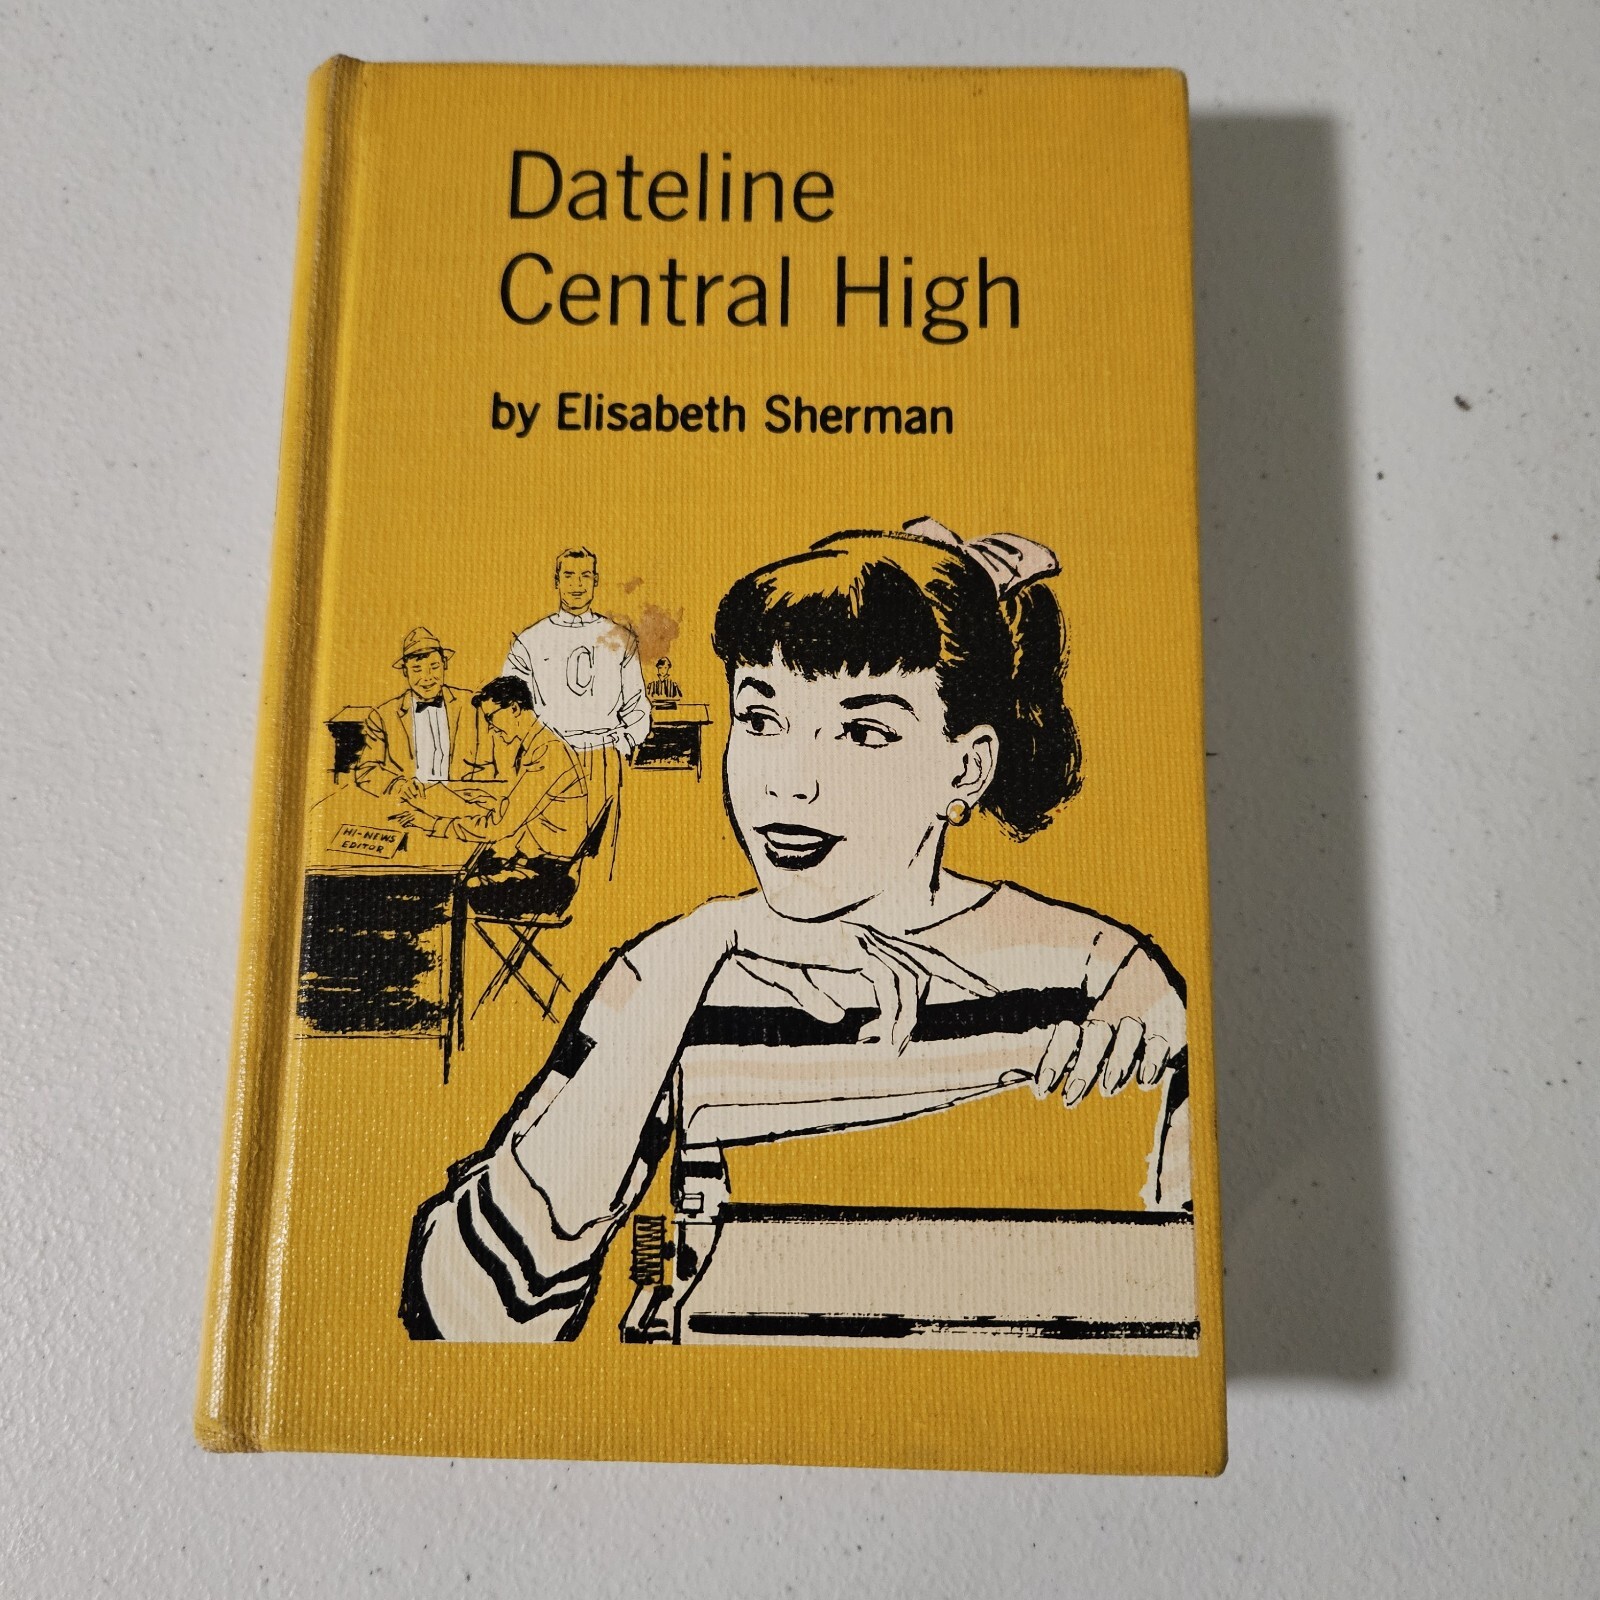 Dateline
Central High
by Elisabeth Sherman
C
HI-NEWS
EDITOR